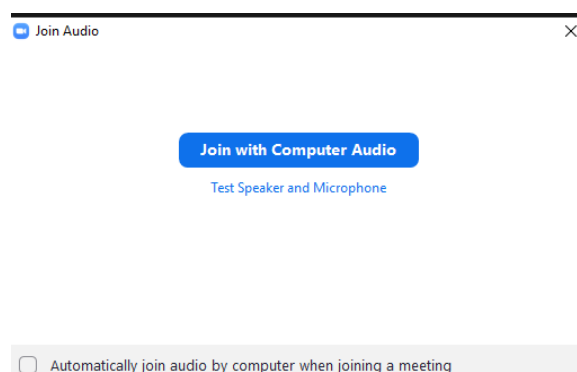 Join Audio
Join with Computer Audio
Test Speaker and Microphone
Automatically join audio by computer when joining a meeting